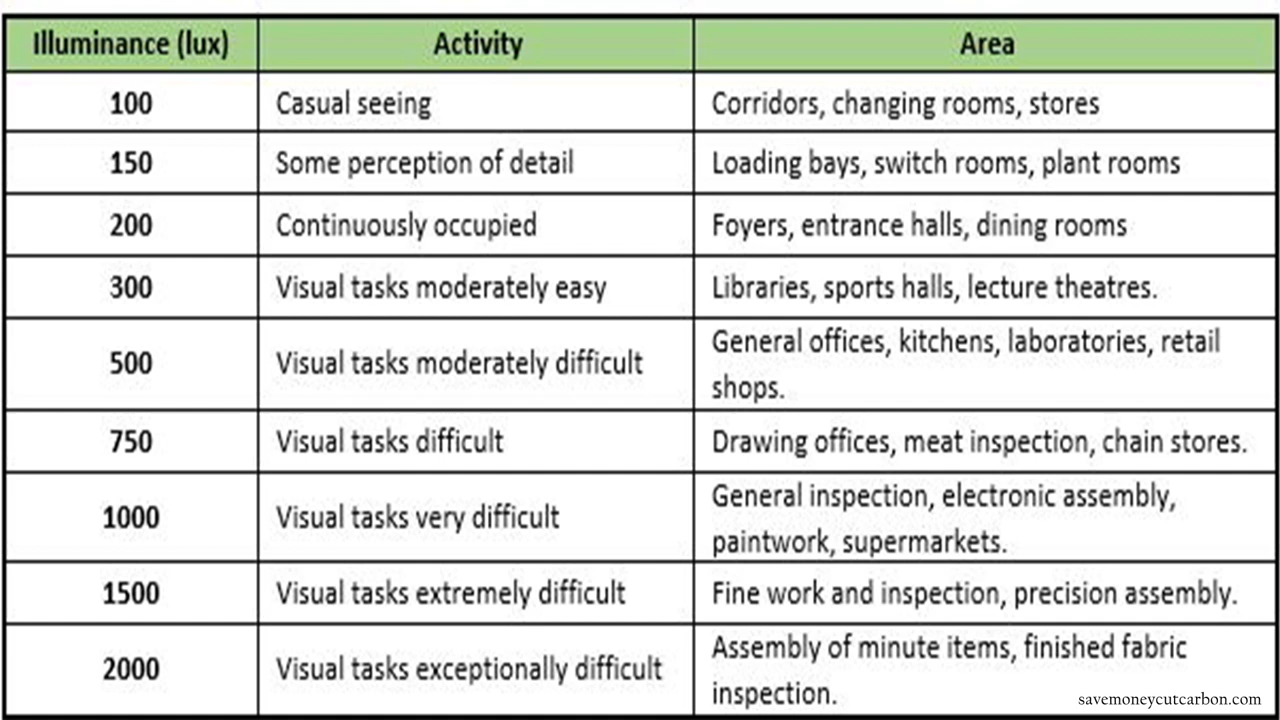 Illuminance (lux) Activity Area
100 Casual seeing Corridors, changing rooms, stores
150 Some perception of detail Loading bays, switch rooms, plant rooms
200 Continuously occupied Foyers, entrance halls, dining rooms
300 Visual tasks moderately easy Libraries, sports halls, lecture theatres.
500 Visual tasks moderately difficult General offices, kitchens, laboratories, retail
shops.
750 Visual tasks difficult Drawing offices, meat inspection, chain stores.
1000 Visual tasks very difficult General inspection, electronic assembly,
paintwork, supermarkets.
1500 Visual tasks extremely difficult Fine work and inspection, precision assembly.
2000 Visual tasks exceptionally difficult Assembly of minute items, finished fabric
inspection.
savemoneycutcarbon.com